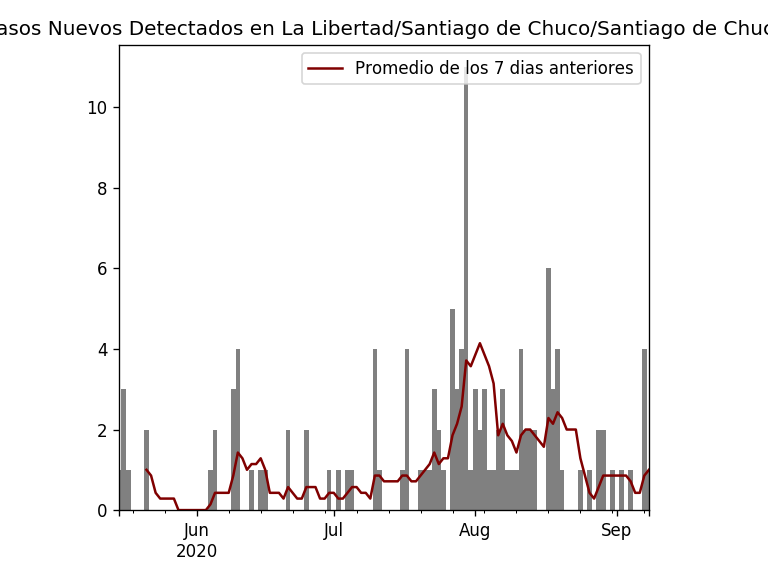 asos Nuevos Detectados en La Libertad/Santiago de Chuco/Santiago de Chuc
Promedio de los 7 dias anteriores
10
8
6
4
2
0
Jun
2020
Jul
Aug
Sep